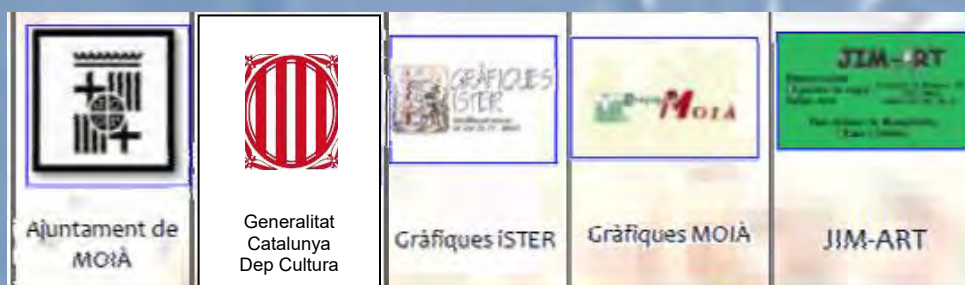 GRÀFIQUES
ISTER
MOIÀ
JIM-ART
Ajuntament de
MOIÀ
Generalitat
Catalunya
Dep Cultura
Gràfiques iSTER
Gràfiques MOIÀ
JIM-ART